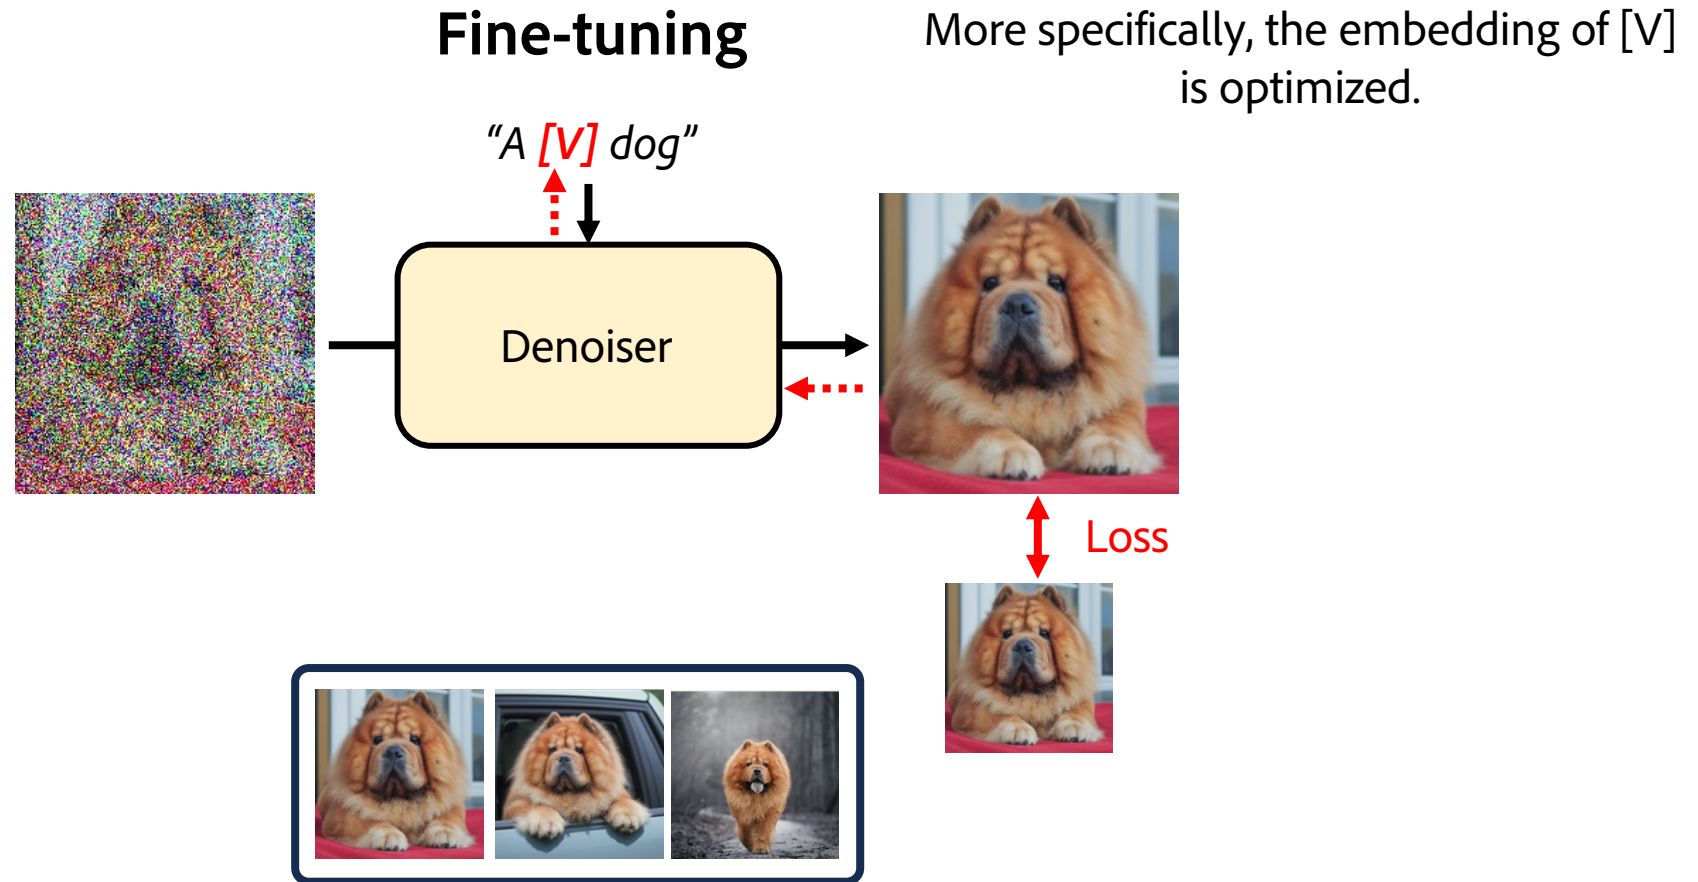 Fine-tuning
More specifically, the embedding of [V]
is optimized.
“A [V] dog”
Denoiser
Loss